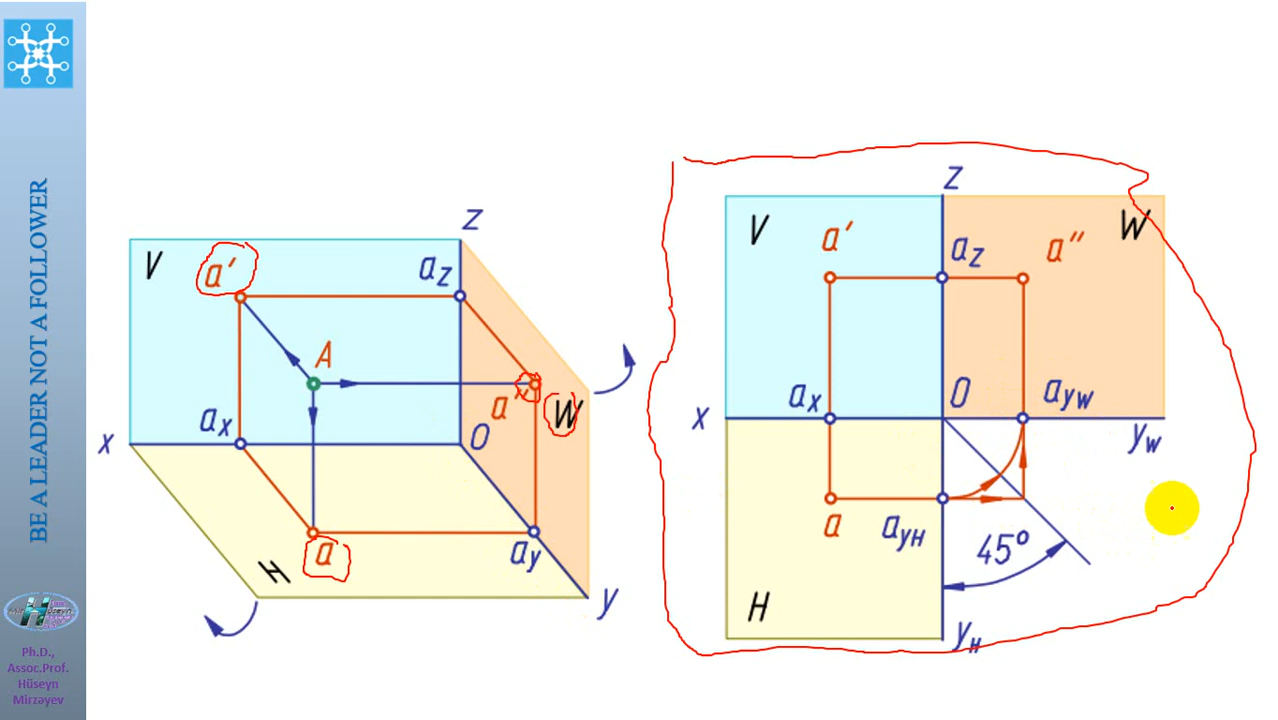 BE A LEADER NOT A FOLLOWER
Ph.D.,
Assoc.Prof.
Hüseyn
Mirzəyev
Z
V
a′
a_Z
A
a″
W
a_X
X
O
a
a_y
H
y
Z
V
a′
a_Z
a″
W
X
a_X
O
a_yW
y_W
a
a_yH
45°
H
y_H